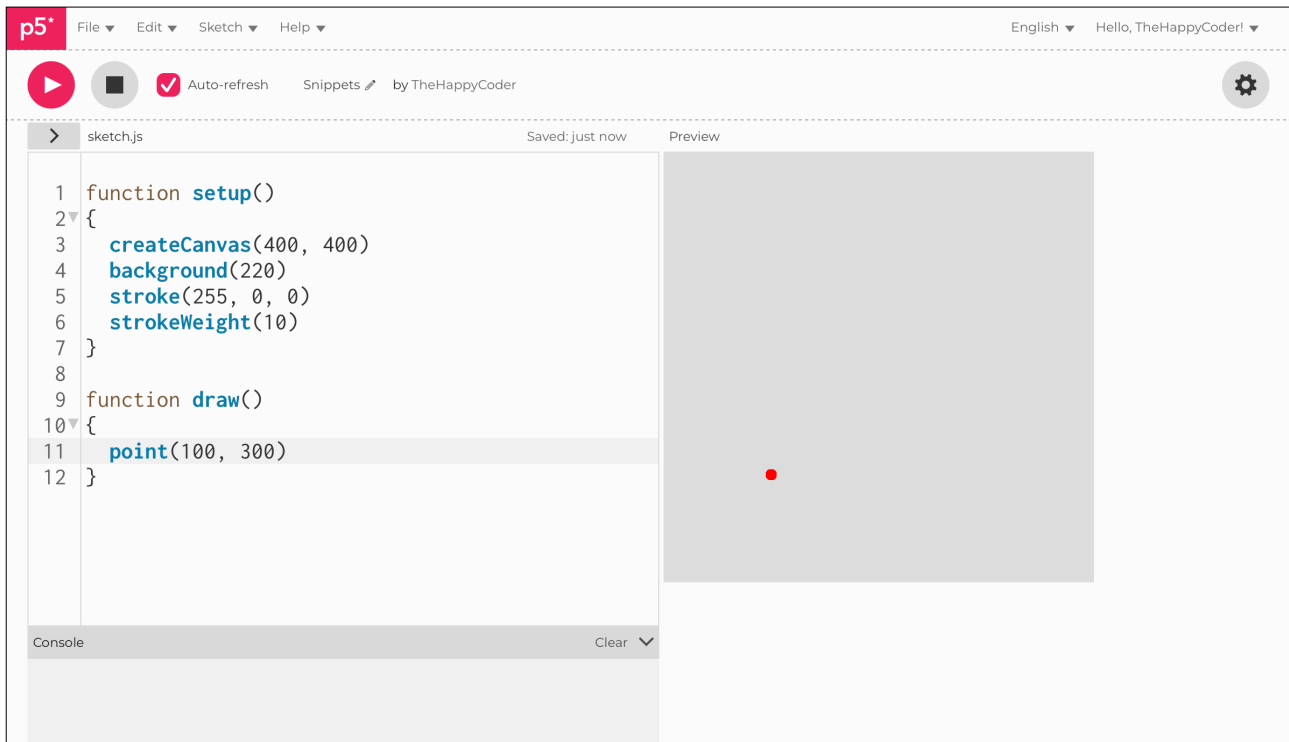 p5* File Edit Sketch Help English Hello, TheHappyCoder!
Auto-refresh Snippets by TheHappyCoder
sketch.js Saved: just now Preview
1 function setup()
2 {
3 createCanvas(400, 400)
4 background(220)
5 stroke(255, 0, 0)
6 strokeWeight(10)
7 }
8
9 function draw()
10 {
11 point(100, 300)
12 }
Console Clear